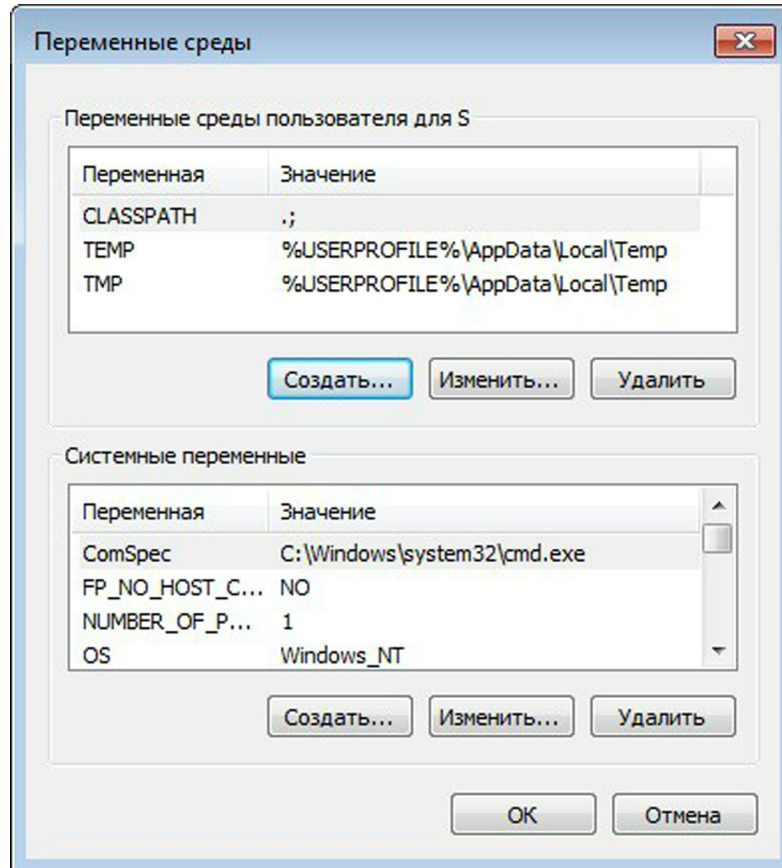 Переменные среды
Переменные среды пользователя для S
Переменная Значение
CLASSPATH .;
TEMP %USERPROFILE%\AppData\Local\Temp
TMP %USERPROFILE%\AppData\Local\Temp
Создать... Изменить... Удалить
Системные переменные
Переменная Значение
ComSpec C:\Windows\system32\cmd.exe
FP_NO_HOST_C... NO
NUMBER_OF_P... 1
OS Windows_NT
Создать... Изменить... Удалить
ОК Отмена